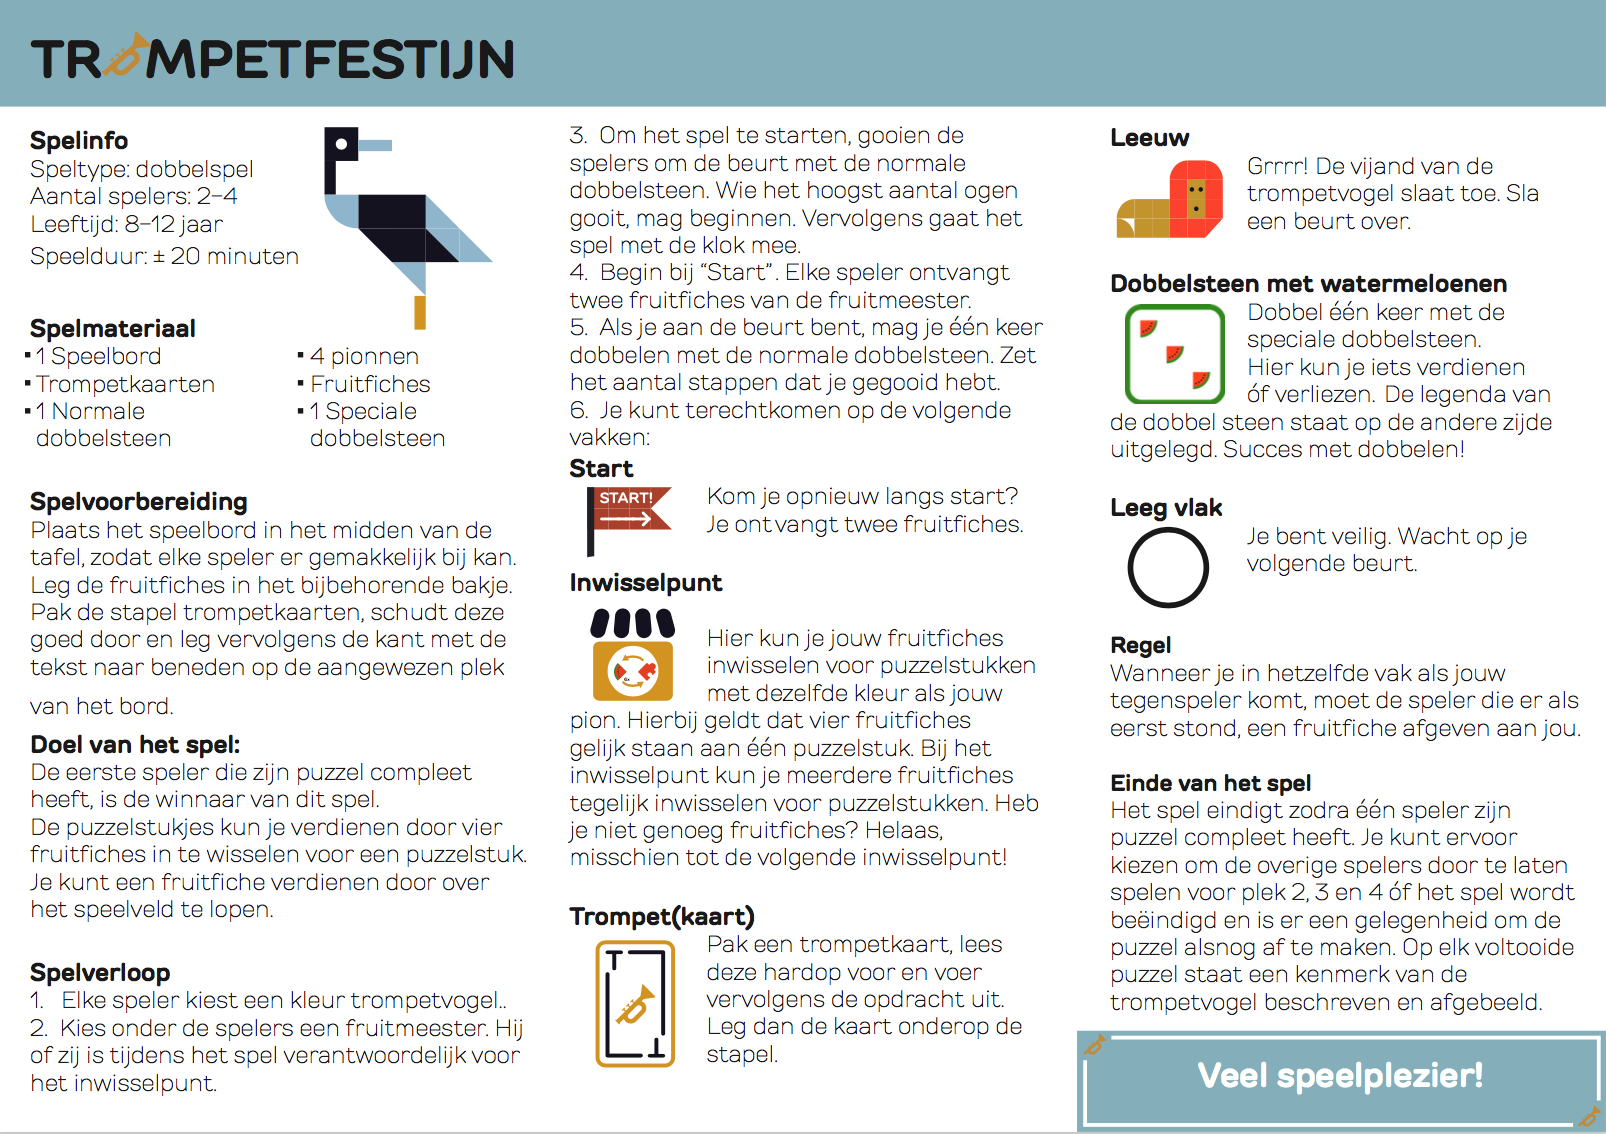 TROMPETFESTIJN
Spelinfo
Speltype: dobbelspel
Aantal spelers: 2–4
Leeftijd: 8–12 jaar
Speelduur: ± 20 minuten
Spelmateriaal
▪ 1 Speelbord
▪ Trompetkaarten
▪ 1 Normale
dobbelsteen
▪ 4 pionnen
▪ Fruitfiches
▪ 1 Speciale
dobbelsteen
Spelvoorbereiding
Plaats het speelbord in het midden van de
tafel, zodat elke speler er gemakkelijk bij kan.
Leg de fruitfiches in het bijbehorende bakje.
Pak de stapel trompetkaarten, schudt deze
goed door en leg vervolgens de kant met de
tekst naar beneden op de aangewezen plek
van het bord.
Doel van het spel:
De eerste speler die zijn puzzel compleet
heeft, is de winnaar van dit spel.
De puzzelstukjes kun je verdienen door vier
fruitfiches in te wisselen voor een puzzelstuk.
Je kunt een fruitfiche verdienen door over
het speelveld te lopen.
Spelverloop
1. Elke speler kiest een kleur trompetvogel..
2. Kies onder de spelers een fruitmeester. Hij
of zij is tijdens het spel verantwoordelijk voor
het inwisselpunt.
3. Om het spel te starten, gooien de
spelers om de beurt met de normale
dobbelsteen. Wie het hoogst aantal ogen
gooit, mag beginnen. Vervolgens gaat het
spel met de klok mee.
4. Begin bij “Start”. Elke speler ontvangt
twee fruitfiches van de fruitmeester.
5. Als je aan de beurt bent, mag je één keer
dobbelen met de normale dobbelsteen. Zet
het aantal stappen dat je gegooid hebt.
6. Je kunt terechtkomen op de volgende
vakken:
Start
START!
Kom je opnieuw langs start?
Je ontvangt twee fruitfiches.
Inwisselpunt
Hier kun je jouw fruitfiches
inwisselen voor puzzelstukken
met dezelfde kleur als jouw
pion. Hierbij geldt dat vier fruitfiches
gelijk staan aan één puzzelstuk. Bij het
inwisselpunt kun je meerdere fruitfiches
tegelijk inwisselen voor puzzelstukken. Heb
je niet genoeg fruitfiches? Helaas,
misschien tot de volgende inwisselpunt!
Trompet(kaart)
T
T
Pak een trompetkaart, lees
deze hardop voor en voer
vervolgens de opdracht uit.
Leg dan de kaart onderop de
stapel.
Leeuw
Grrrr! De vijand van de
trompetvogel slaat toe. Sla
een beurt over.
Dobbelsteen met watermeloenen
Dobbel één keer met de
speciale dobbelsteen.
Hier kun je iets verdienen
óf verliezen. De legenda van
de dobbel steen staat op de andere zijde
uitgelegd. Succes met dobbelen!
Leeg vlak
Je bent veilig. Wacht op je
volgende beurt.
Regel
Wanneer je in hetzelfde vak als jouw
tegenspeler komt, moet de speler die er als
eerst stond, een fruitfiche afgeven aan jou.
Einde van het spel
Het spel eindigt zodra één speler zijn
puzzel compleet heeft. Je kunt ervoor
kiezen om de overige spelers door te laten
spelen voor plek 2, 3 en 4 óf het spel wordt
beëindigd en is er een gelegenheid om de
puzzel alsnog af te maken. Op elk voltooide
puzzel staat een kenmerk van de
trompetvogel beschreven en afgebeeld.
Veel speelplezier!